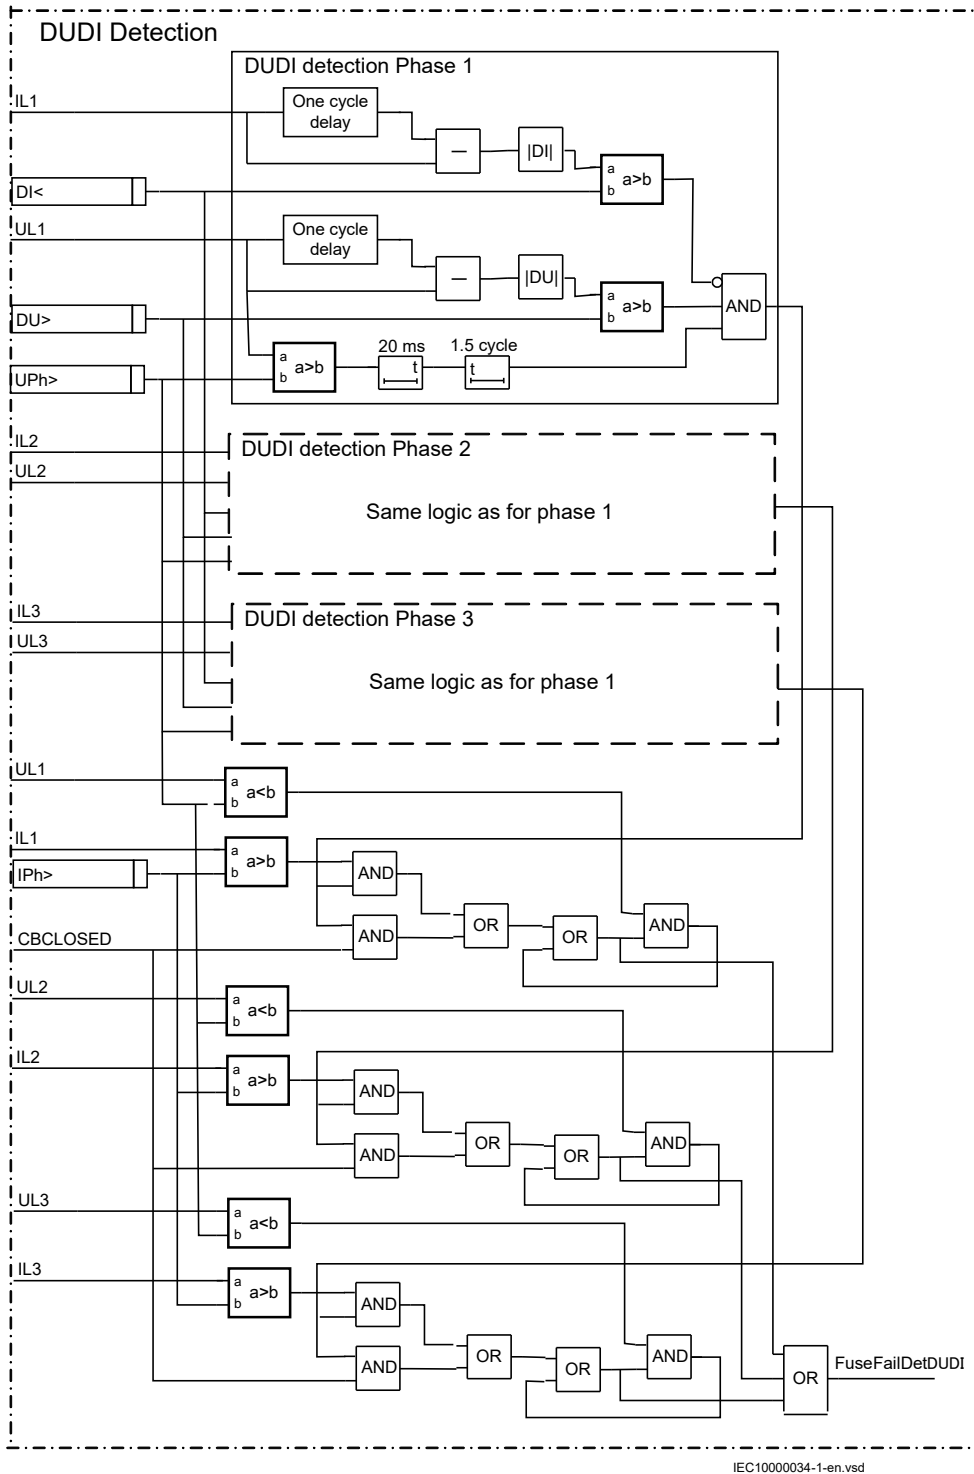 DUDI Detection
DUDI detection Phase 1
IL1
One cycle
delay
—
|DI|
a
b
a>b
DI<
UL1
One cycle
delay
—
|DU|
a
b
a>b
AND
DU>
20 ms
1.5 cycle
a
b
a>b
t
t
UPh>
IL2
DUDI detection Phase 2
UL2
Same logic as for phase 1
IL3
DUDI detection Phase 3
UL3
Same logic as for phase 1
UL1
a
b
a<b
IL1
a
b
a>b
AND
IPh>
OR
AND
AND
OR
CBCLOSED
UL2
a
b
a<b
IL2
a
b
a>b
AND
OR
AND
AND
OR
UL3
a
b
a<b
IL3
a
b
a>b
AND
OR
AND
AND
OR
FuseFailDetDUDI
OR
IEC10000034-1-en.vsd